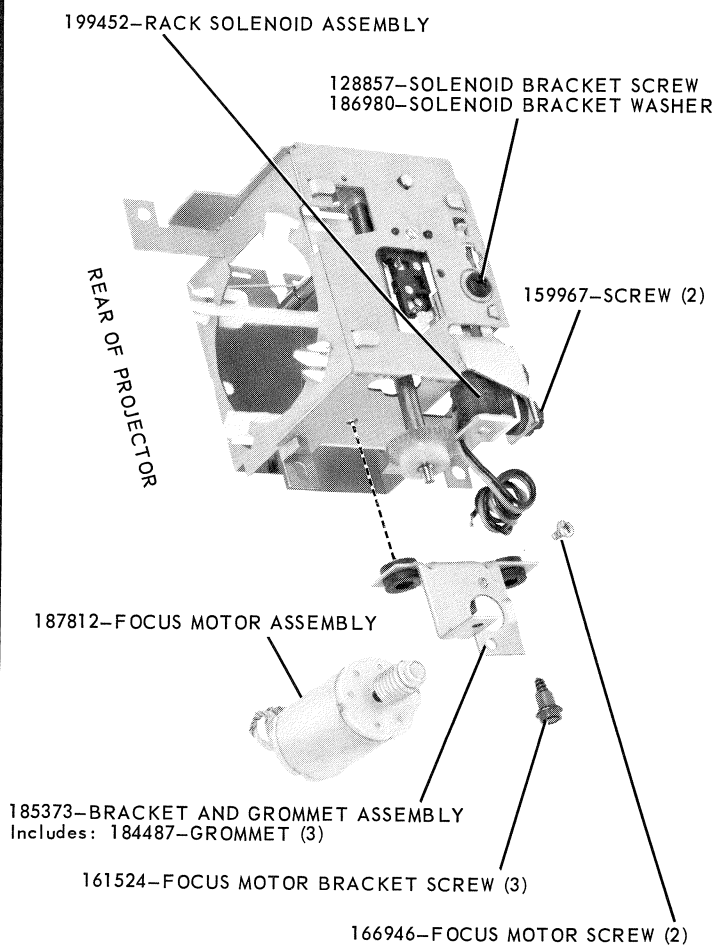 199452–RACK SOLENOID ASSEMBLY
128857–SOLENOID BRACKET SCREW
186980–SOLENOID BRACKET WASHER
159967–SCREW (2)
REAR OF PROJECTOR
187812–FOCUS MOTOR ASSEMBLY
185373–BRACKET AND GROMMET ASSEMBLY
Includes: 184487–GROMMET (3)
161524–FOCUS MOTOR BRACKET SCREW (3)
166946–FOCUS MOTOR SCREW (2)